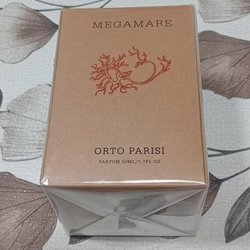 MEGAMARE
ORTO PARISI
PARFUM 50ML/1.7FL OZ